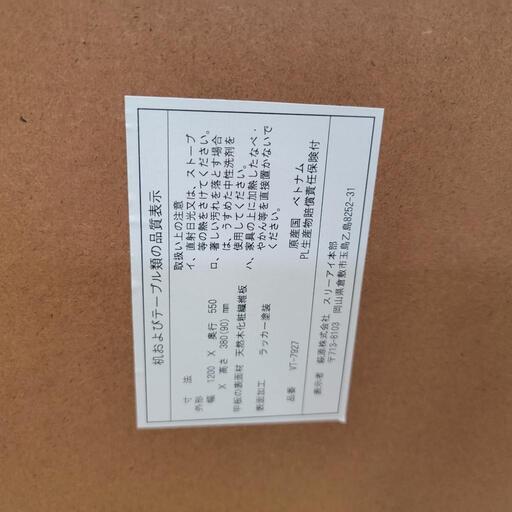 机およびテーブル類の品質表示
寸 法
外形
幅 1200 X 奥行 550
X 高さ 380(90) mm
甲板の表面材 天然木化粧繊維板
表面加工 ラッカー塗装
品番 VT-7927
取扱い上の注意
イ、直射日光又は、ストーブ
等の熱をさけてください。
ロ、著しい汚れを落とす場合
は、うすめた中性洗剤を
使用してください。
ハ、家具の上に加熱したなべ・
やかん等を直接置かないで
ください。
原産国 ベトナム
PL生産物賠償責任保険付
表示者 萩原株式会社 スリーアイ本部
〒713-8103 岡山県倉敷市玉島乙島8252-31